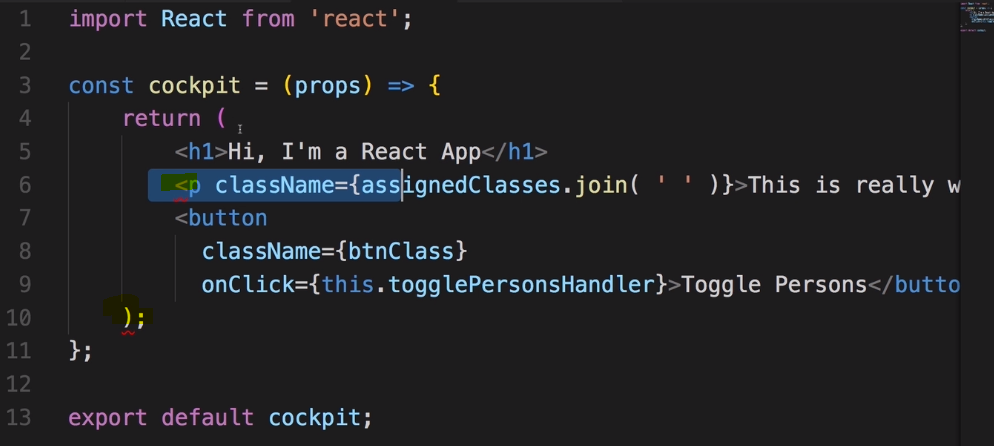 1 import React from 'react';
2
3 const cockpit = (props) => {
4 return (
5 <h1>Hi, I'm a React App</h1>
6 <p className={assignedClasses.join( ' ' )}>This is really w
7 <button
8 className={btnClass}
9 onClick={this.togglePersonsHandler}>Toggle Persons</butto
10 );
11 };
12
13 export default cockpit;